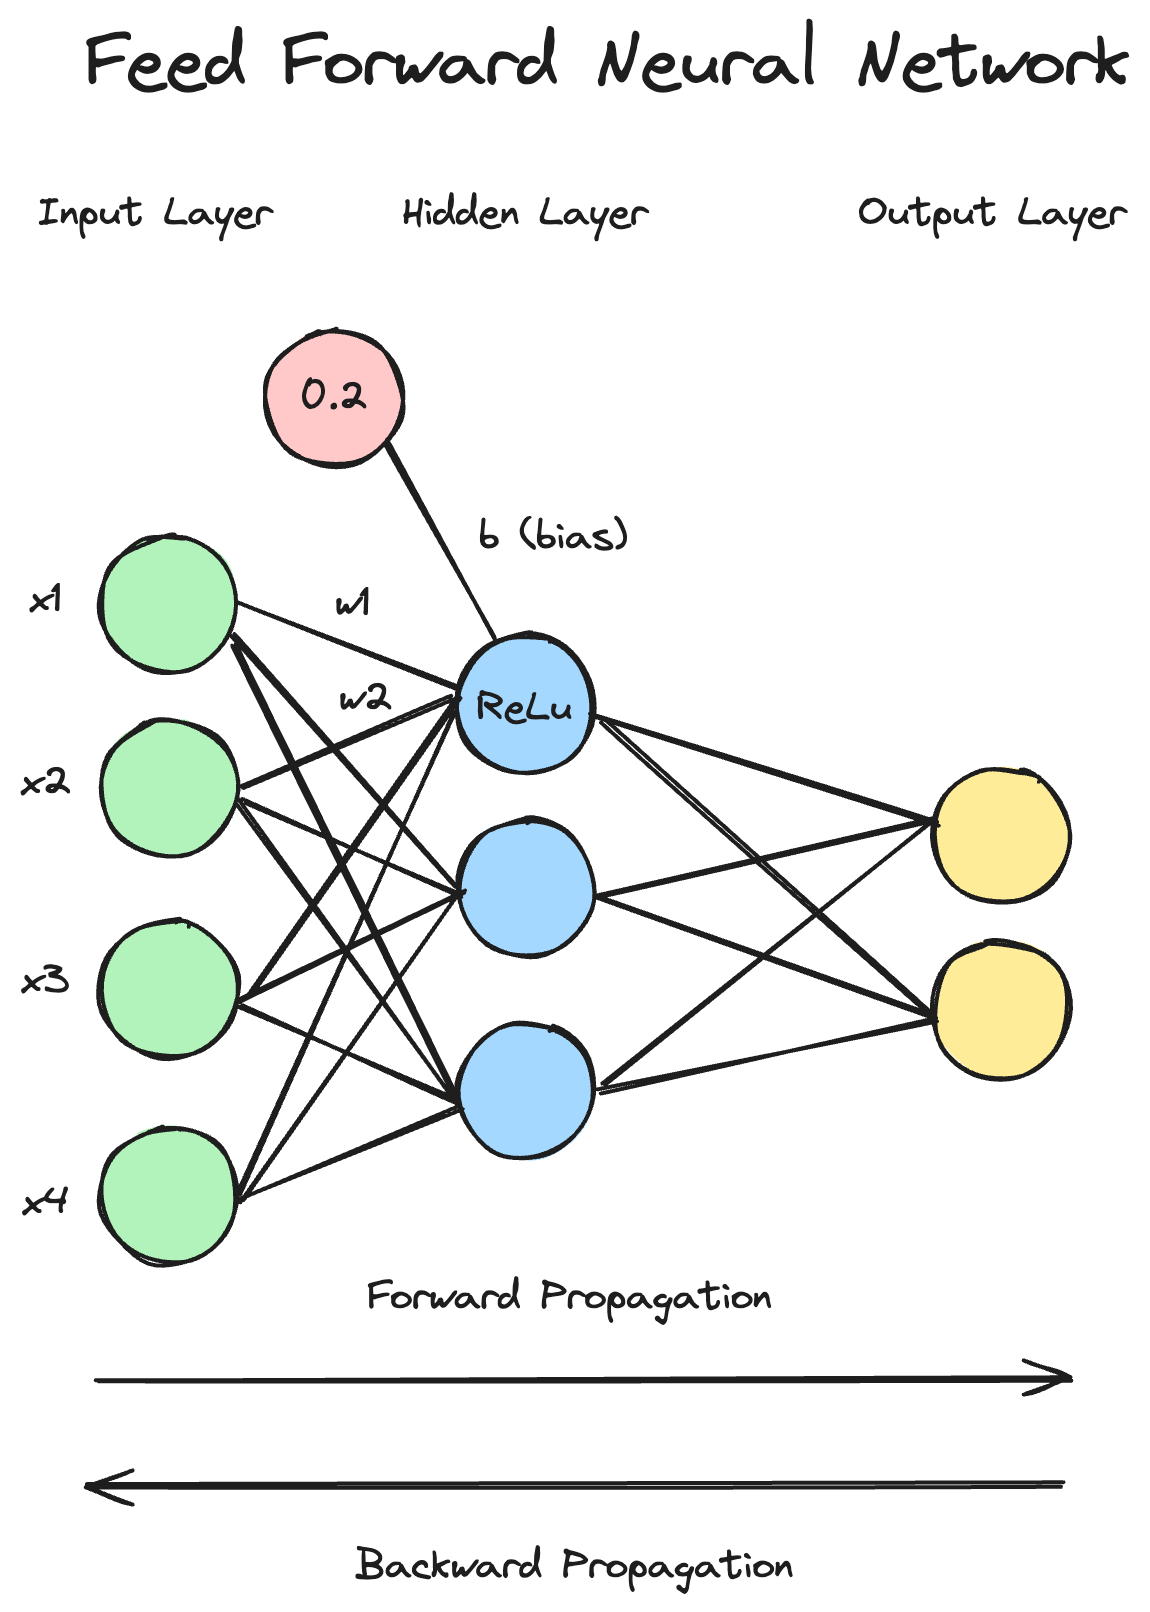 Feed Forward Neural Network
Input Layer
Hidden Layer
Output Layer
0.2
b (bias)
x1
w1
w2
ReLu
x2
x3
x4
Forward Propagation
Backward Propagation